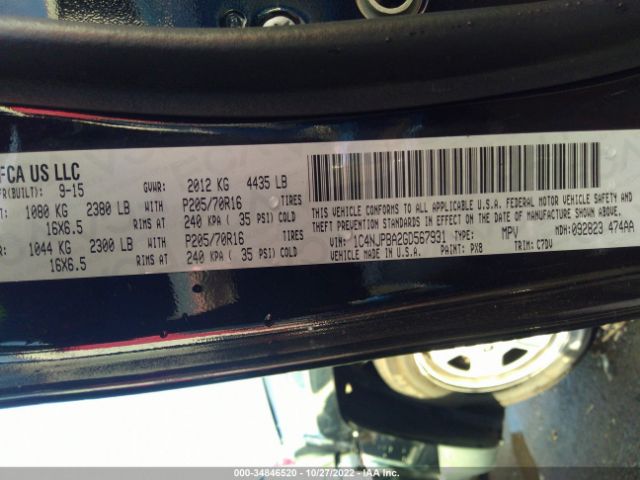 FCA US LLC
FR(BUILT): 9-15 GVWR: 2012 KG 4435 LB
T: 1080 KG 2380 LB WITH P205/70R16 TIRES
16X6.5 RIMS AT 240 KPA ( 35 PSI) COLD
R: 1044 KG 2300 LB WITH P205/70R16 TIRES
16X6.5 RIMS AT 240 KPA ( 35 PSI) COLD
THIS VEHICLE CONFORMS TO ALL APPLICABLE U.S.A. FEDERAL MOTOR VEHICLE SAFETY AND
THEFT PREVENTION STANDARDS IN EFFECT ON THE DATE OF MANUFACTURE SHOWN ABOVE.
VIN: 1C4NJPBA2GD567931 TYPE: MPV MDH: 092823 474AA
VEHICLE MADE IN U.S.A. PAINT: PX8 TRIM: C7DV
000-34846520 | 10/27/2022 | IAA Inc.